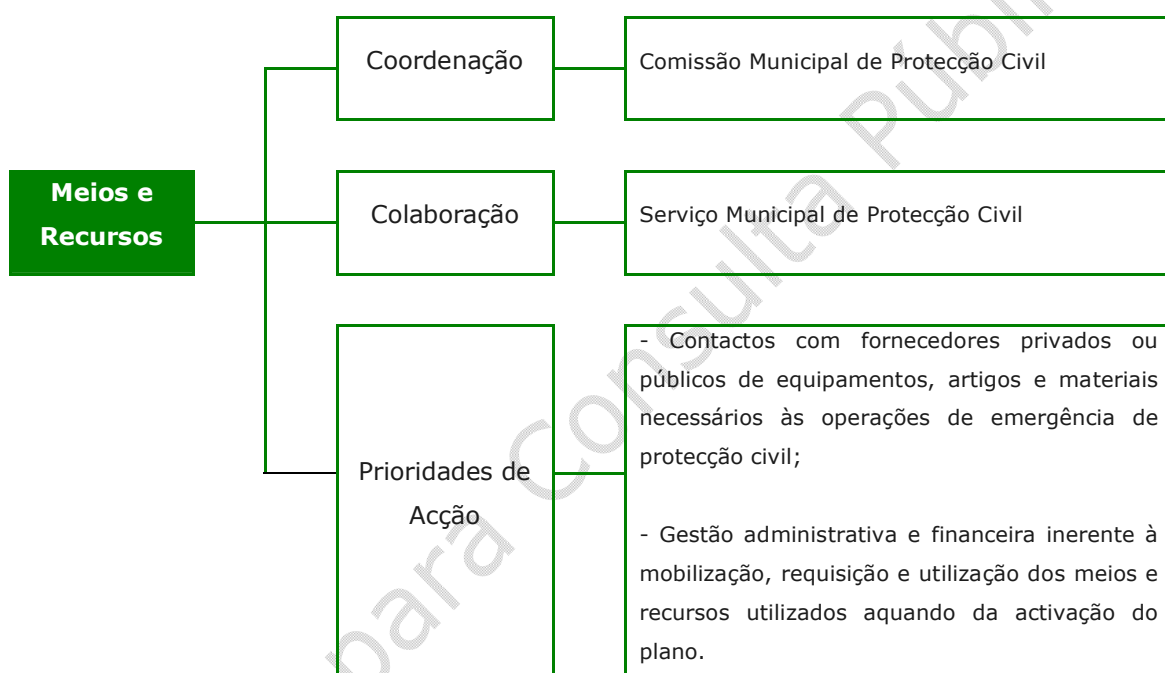 Coordenação
Comissão Municipal de Protecção Civil
Meios e
Recursos
Colaboração
Serviço Municipal de Protecção Civil
Prioridades de
Acção
- Contactos com fornecedores privados ou
públicos de equipamentos, artigos e materiais
necessários às operações de emergência de
protecção civil;
- Gestão administrativa e financeira inerente à
mobilização, requisição e utilização dos meios e
recursos utilizados aquando da activação do
plano.
para Consulta